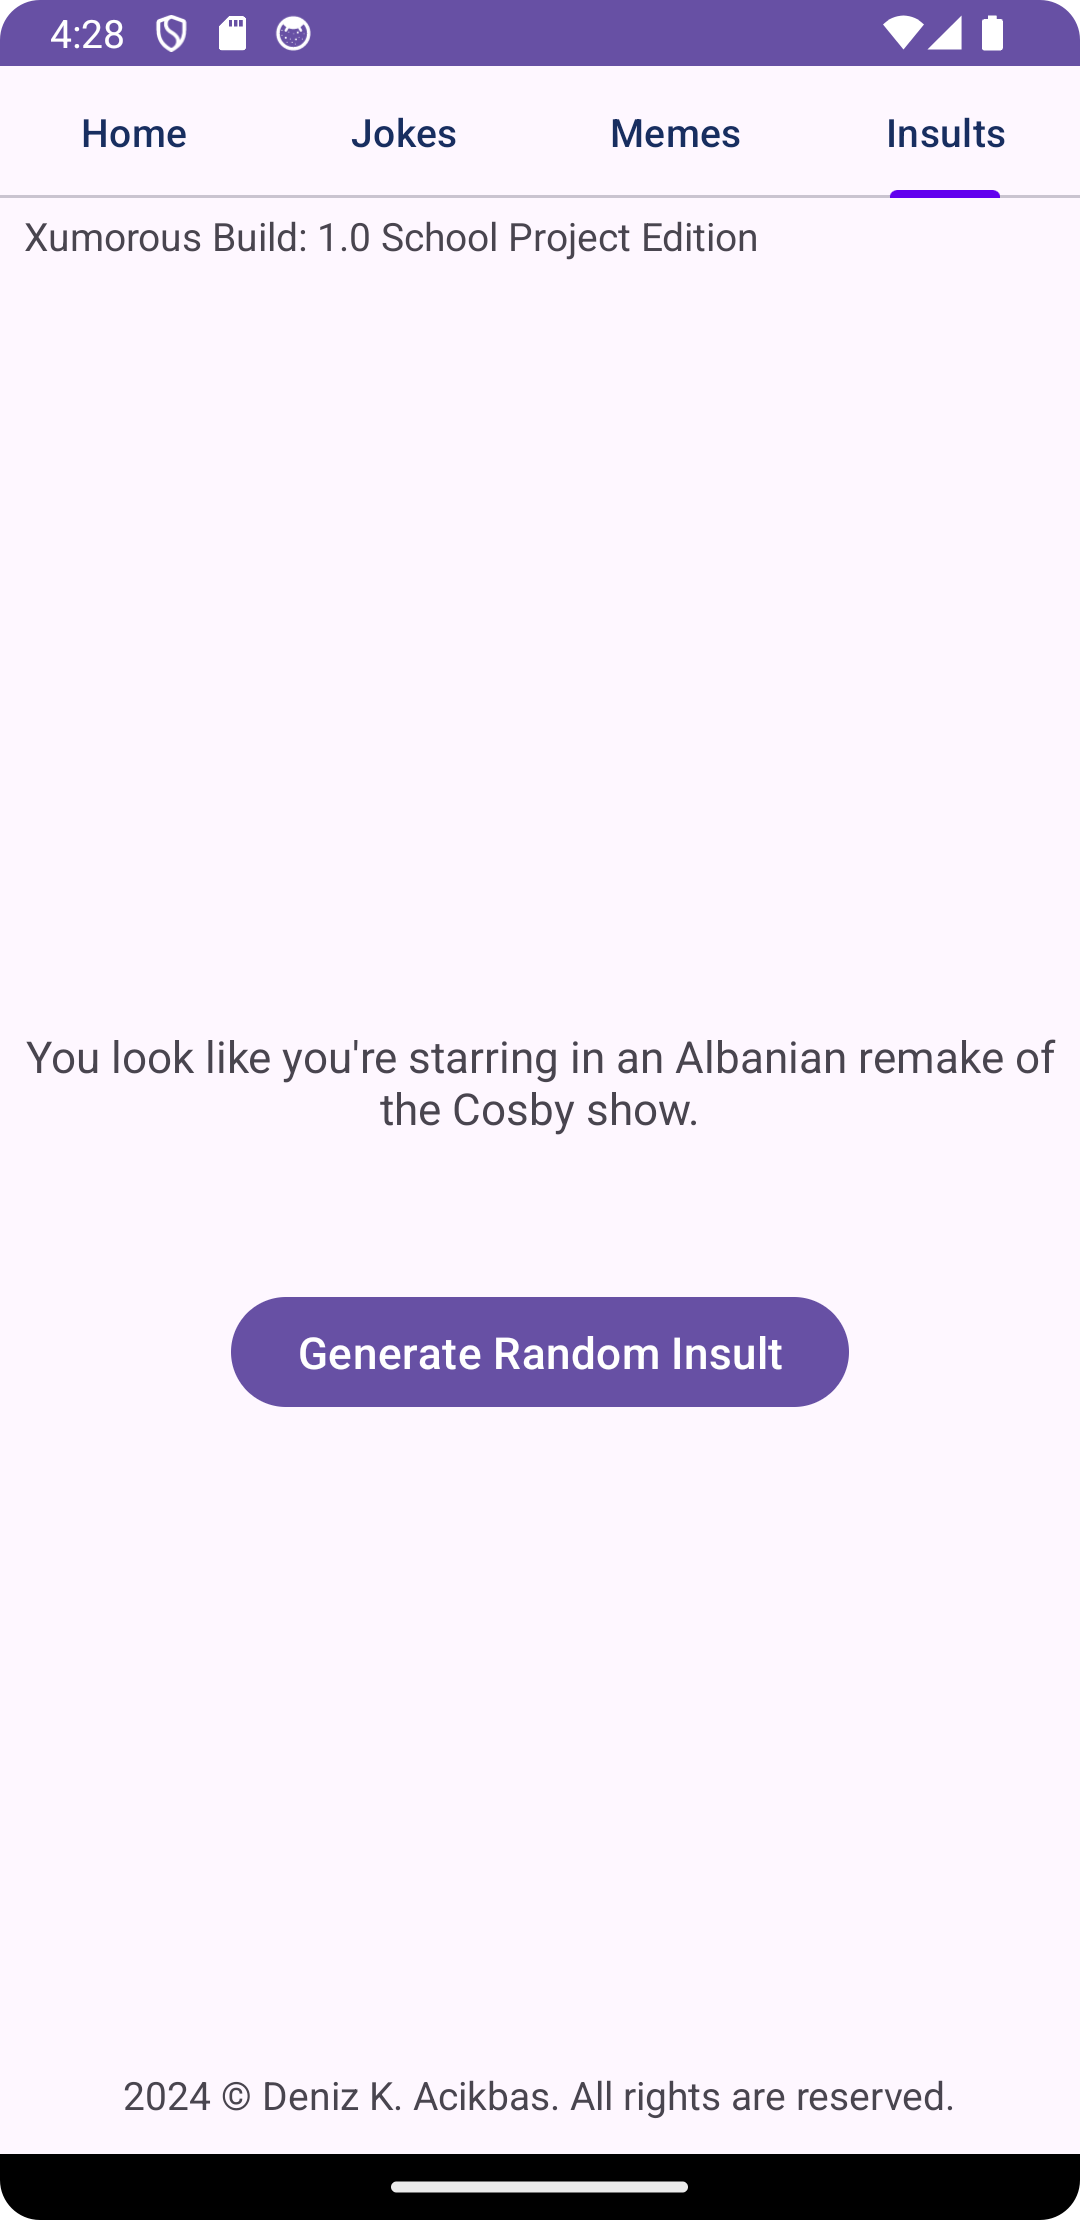 4:28
Home Jokes Memes Insults
Xumorous Build: 1.0 School Project Edition
You look like you're starring in an Albanian remake of
the Cosby show.
Generate Random Insult
2024 © Deniz K. Acikbas. All rights are reserved.